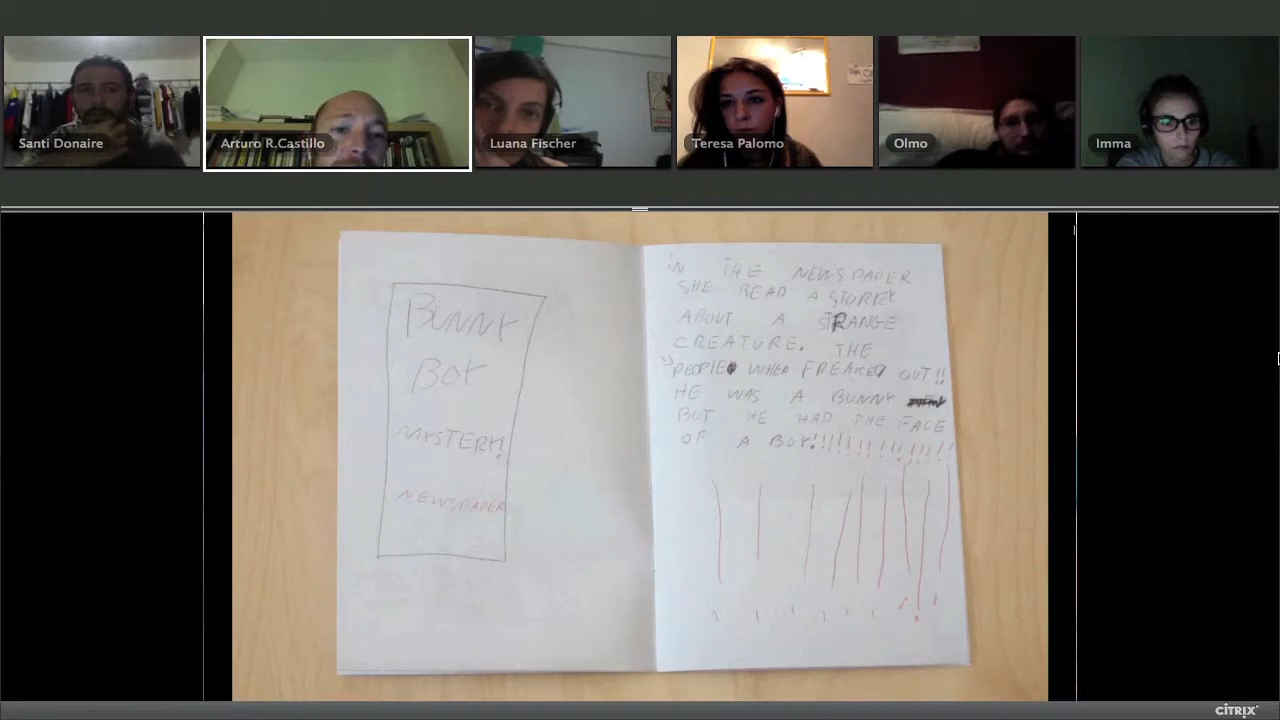 Santi Donaire
Arturo R.Castillo
Luana Fischer
Teresa Palomo
Olmo
Imma
BUNNY
BOY
MYSTERY!
NEWSPAPER
IN THE NEWSPAPER
SHE READ A STORRY
ABOUT A STRANGE
CREATURE. THE
PEOPLE WHER FREAKED OUT!!
HE WAS A BUNNY
BOT HE HAD THE FACE
OF A BOY!!!!!!!!!!!!!!
CITRIX